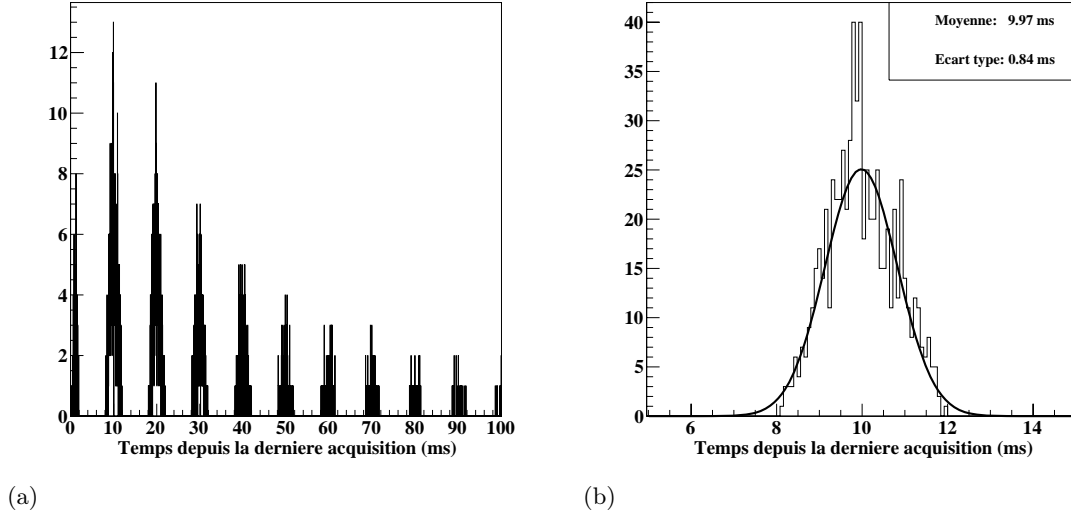 12
10
8
6
4
2
0
0 10 20 30 40 50 60 70 80 90 100
Temps depuis la derniere acquisition (ms)
(a)
Moyenne: 9.97 ms
Ecart type: 0.84 ms
40
35
30
25
20
15
10
5
0
6 8 10 12 14
Temps depuis la derniere acquisition (ms)
(b)